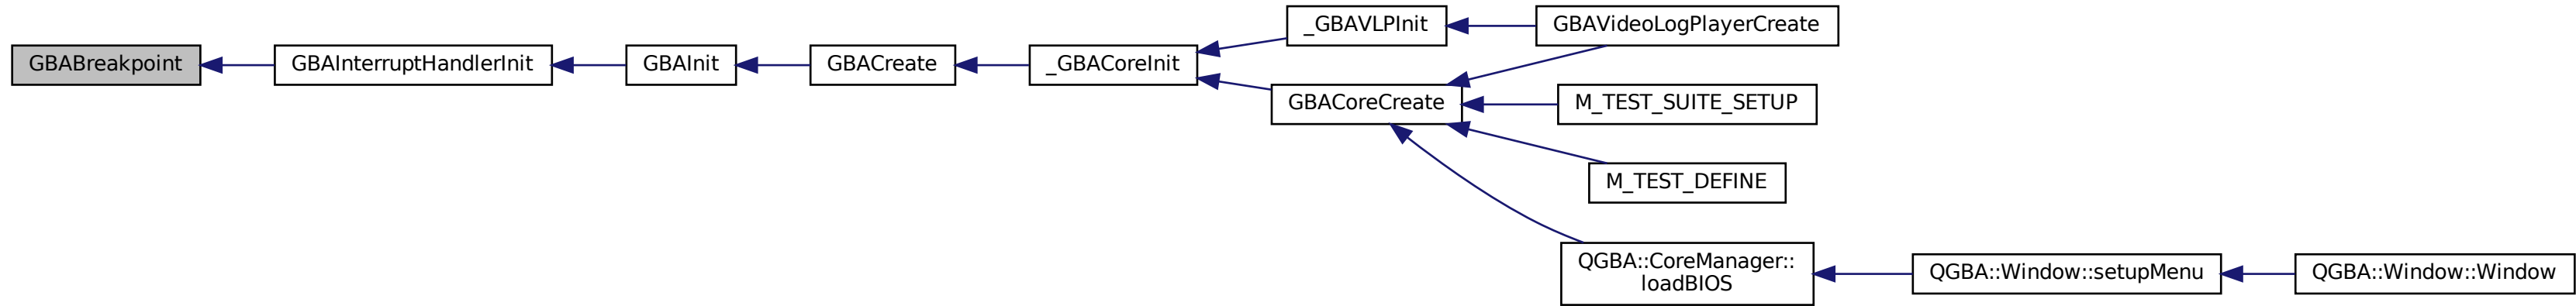 GBABreakpoint
GBAInterruptHandlerInit
GBAInit
GBACreate
_GBACoreInit
_GBAVLPInit
GBAVideoLogPlayerCreate
GBACoreCreate
M_TEST_SUITE_SETUP
M_TEST_DEFINE
QGBA::CoreManager::
loadBIOS
QGBA::Window::setupMenu
QGBA::Window::Window